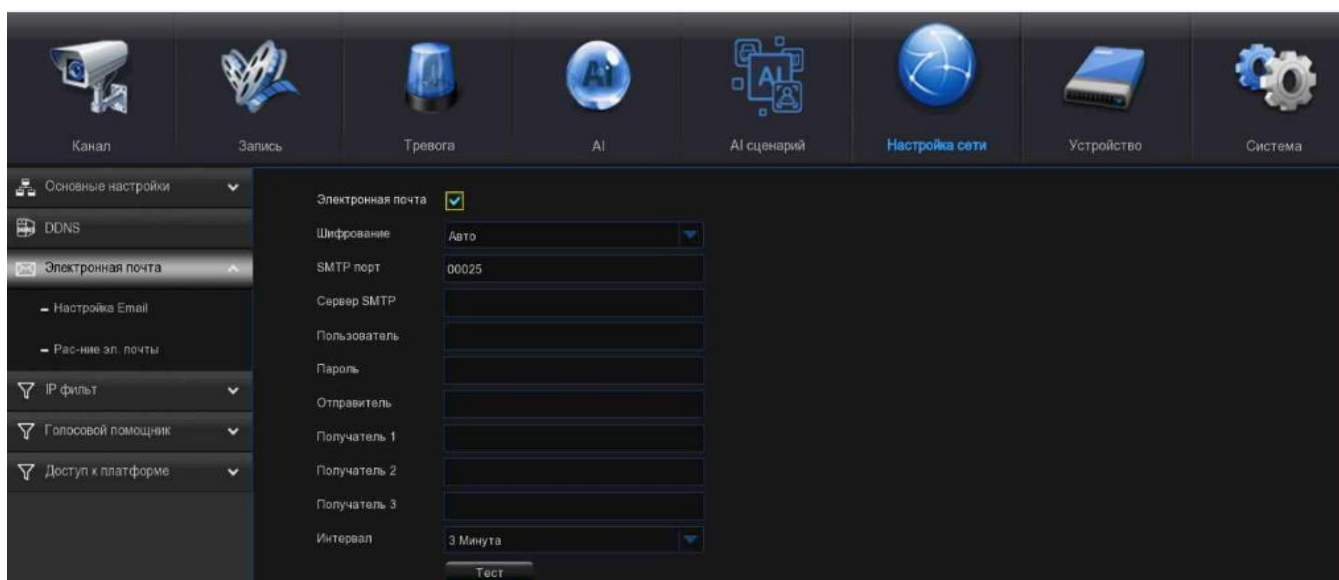 Канал
Запись
Тревога
AI
AI сценарий
Настройка сети
Устройство
Система
Основные настройки
DDNS
Электронная почта
Настройка Email
Рас-ние эл. почты
IP фильт
Голосовой помощник
Доступ к платформе
Электронная почта
Шифрование Авто
SMTP порт 00025
Сервер SMTP
Пользователь
Пароль
Отправитель
Получатель 1
Получатель 2
Получатель 3
Интервал 3 Минута
Тест